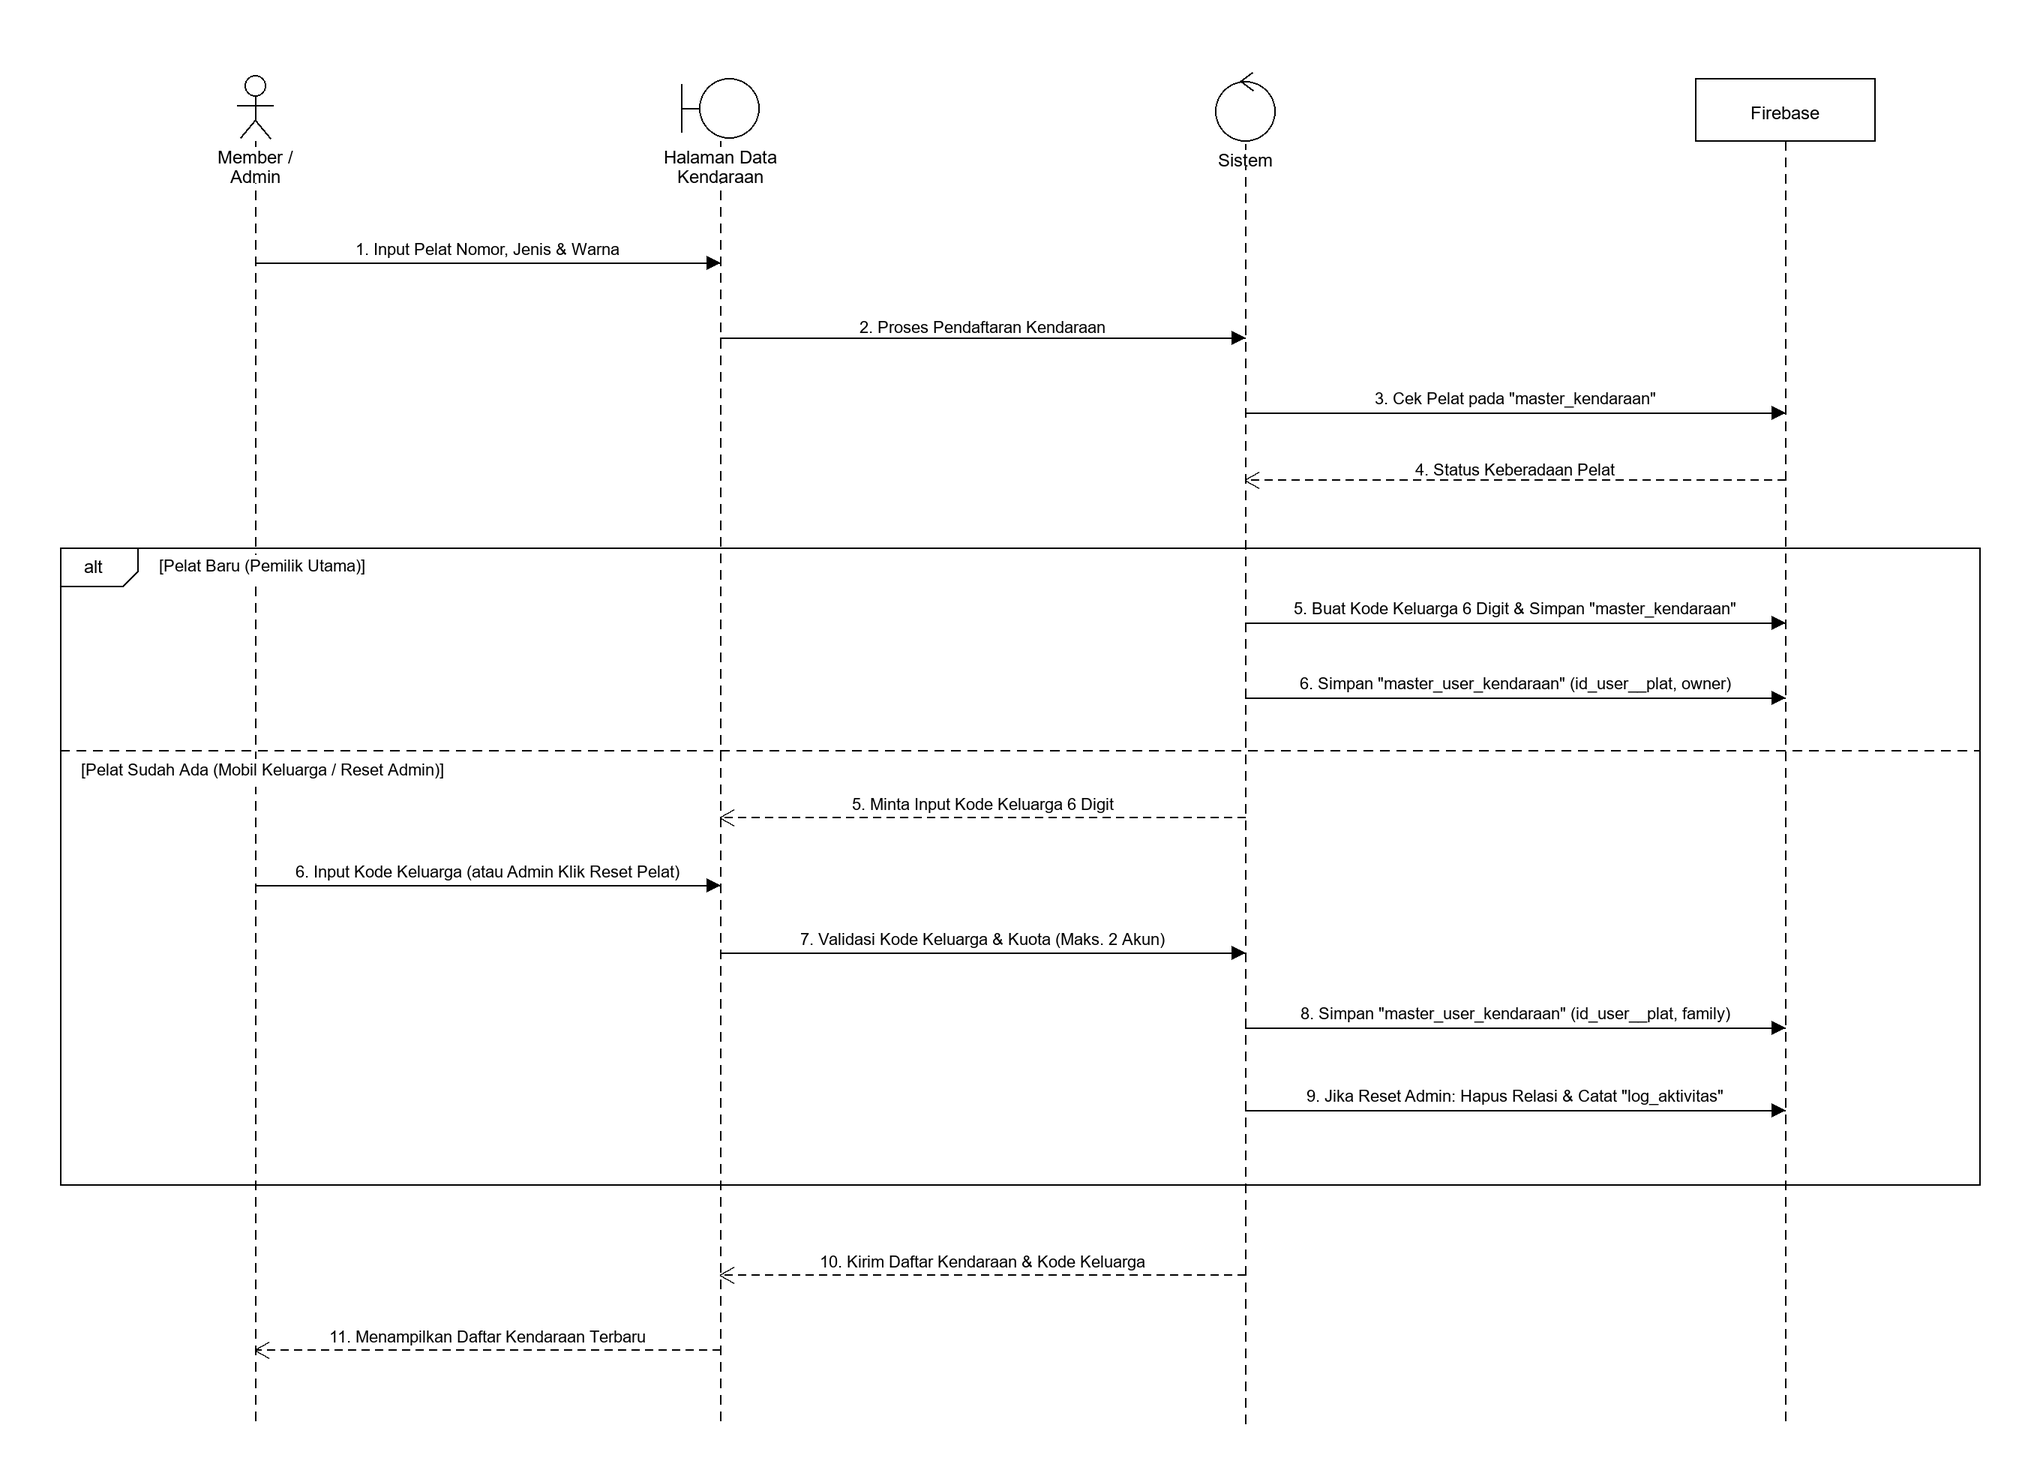 Member /
Admin
Halaman Data
Kendaraan
Sistem
Firebase
1. Input Pelat Nomor, Jenis & Warna
2. Proses Pendaftaran Kendaraan
3. Cek Pelat pada "master_kendaraan"
4. Status Keberadaan Pelat
alt
[Pelat Baru (Pemilik Utama)]
5. Buat Kode Keluarga 6 Digit & Simpan "master_kendaraan"
6. Simpan "master_user_kendaraan" (id_user__plat, owner)
[Pelat Sudah Ada (Mobil Keluarga / Reset Admin)]
5. Minta Input Kode Keluarga 6 Digit
6. Input Kode Keluarga (atau Admin Klik Reset Pelat)
7. Validasi Kode Keluarga & Kuota (Maks. 2 Akun)
8. Simpan "master_user_kendaraan" (id_user__plat, family)
9. Jika Reset Admin: Hapus Relasi & Catat "log_aktivitas"
10. Kirim Daftar Kendaraan & Kode Keluarga
11. Menampilkan Daftar Kendaraan Terbaru